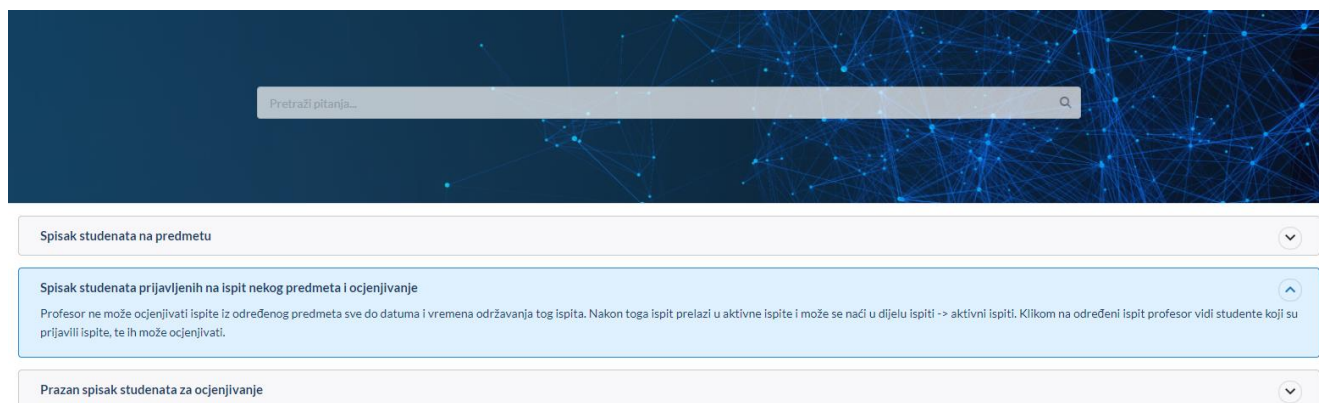 Pretraži pitanja...
Spisak studenata na predmetu
Spisak studenata prijavljenih na ispit nekog predmeta i ocjenjivanje
Profesor ne može ocjenjivati ispite iz određenog predmeta sve do datuma i vremena održavanja tog ispita. Nakon toga ispit prelazi u aktivne ispite i može se naći u dijelu ispiti -> aktivni ispiti. Klikom na određeni ispit profesor vidi studente koji su
prijavili ispite, te ih može ocjenjivati.
Prazan spisak studenata za ocjenjivanje